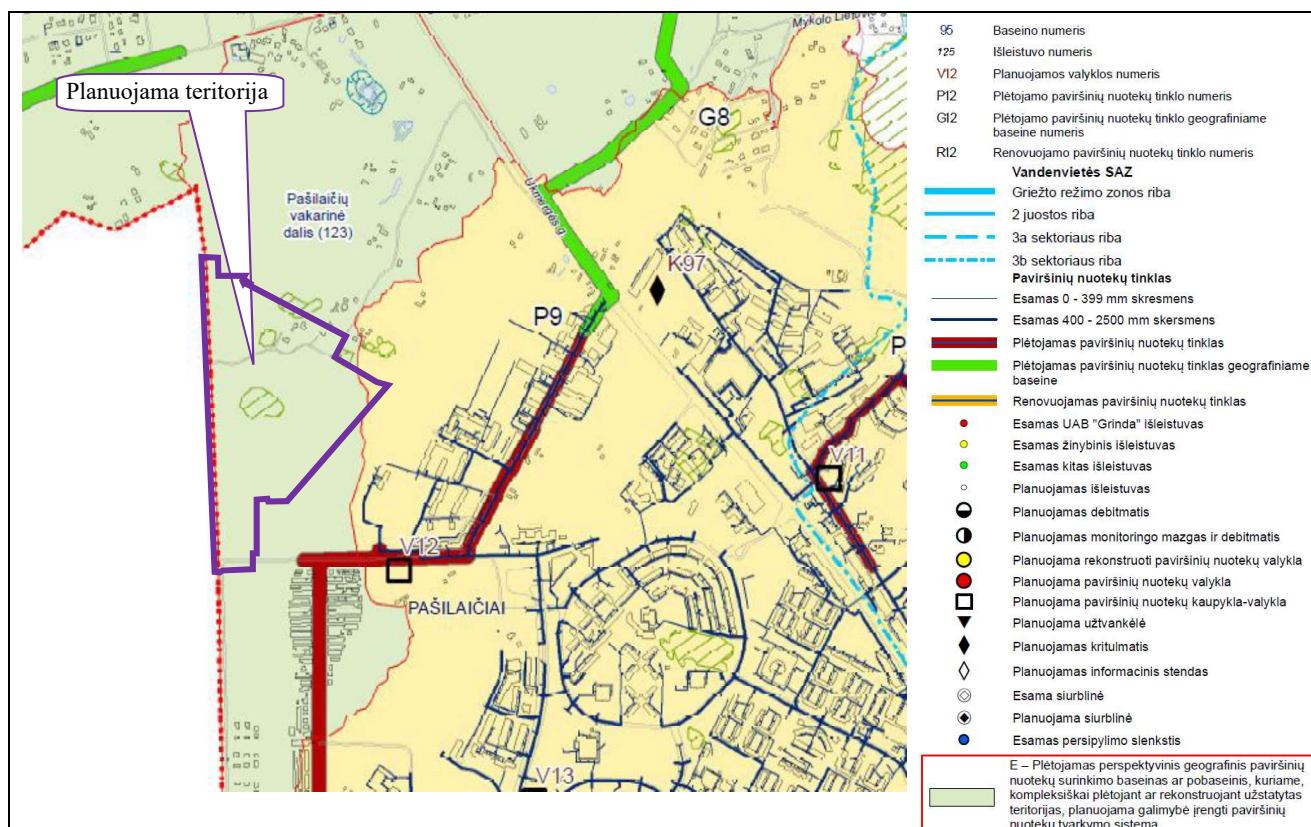 Mykolo Lietuvio
Planuojama teritorija
G8
Pašilaičių
vakarinė
dalis (123)
Ukmergės g.
K97
P9
P
V11
V12
PAŠILAIČIAI
V13
95 Baseino numeris
125 Išleistuvo numeris
V12 Planuojamos valyklos numeris
P12 Plėtojamo paviršinių nuotekų tinklo numeris
G12 Plėtojamo paviršinių nuotekų tinklo geografiniame
baseine numeris
R12 Renovuojamo paviršinių nuotekų tinklo numeris
Vandenvietės SAZ
Griežto režimo zonos riba
2 juostos riba
3a sektoriaus riba
3b sektoriaus riba
Paviršinių nuotekų tinklas
Esamas 0 - 399 mm skresmens
Esamas 400 - 2500 mm skersmens
Plėtojamas paviršinių nuotekų tinklas
Plėtojamas paviršinių nuotekų tinklas geografiniame
baseine
Renovuojamas paviršinių nuotekų tinklas
Esamas UAB "Grinda" išleistuvas
Esamas žinybinis išleistuvas
Esamas kitas išleistuvas
Planuojamas išleistuvas
Planuojamas debitmatis
Planuojamas monitoringo mazgas ir debitmatis
Planuojama rekonstruoti paviršinių nuotekų valykla
Planuojama paviršinių nuotekų valykla
Planuojama paviršinių nuotekų kaupykla-valykla
Planuojama užtvankėlė
Planuojamas kritulmatis
Planuojamas informacinis stendas
Esama siurblinė
Planuojama siurblinė
Esamas persipylimo slenkstis
E – Plėtojamas perspektyvinis geografinis paviršinių
nuotekų surinkimo baseinas ar pobaseinis, kuriame,
kompleksiškai plėtojant ar rekonstruojant užstatytas
teritorijas, planuojama galimybė įrengti paviršinių
nuotekų tvarkymo sistemą